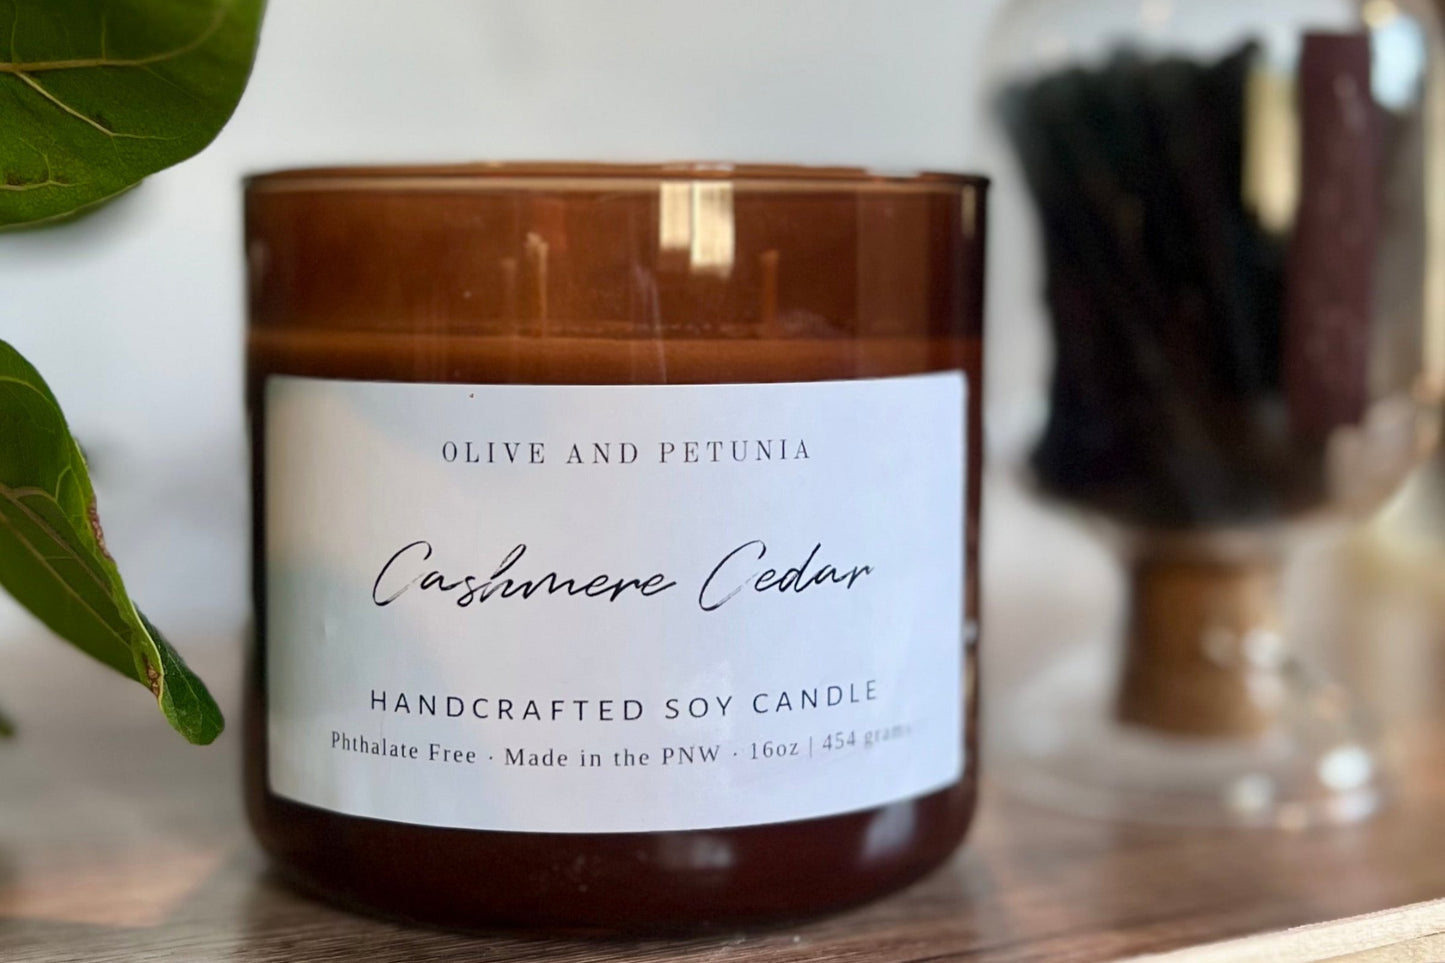 OLIVE AND PETUNIA
Cashmere Cedar
HANDCRAFTED SOY CANDLE
Phthalate Free · Made in the PNW · 16oz | 454 grams